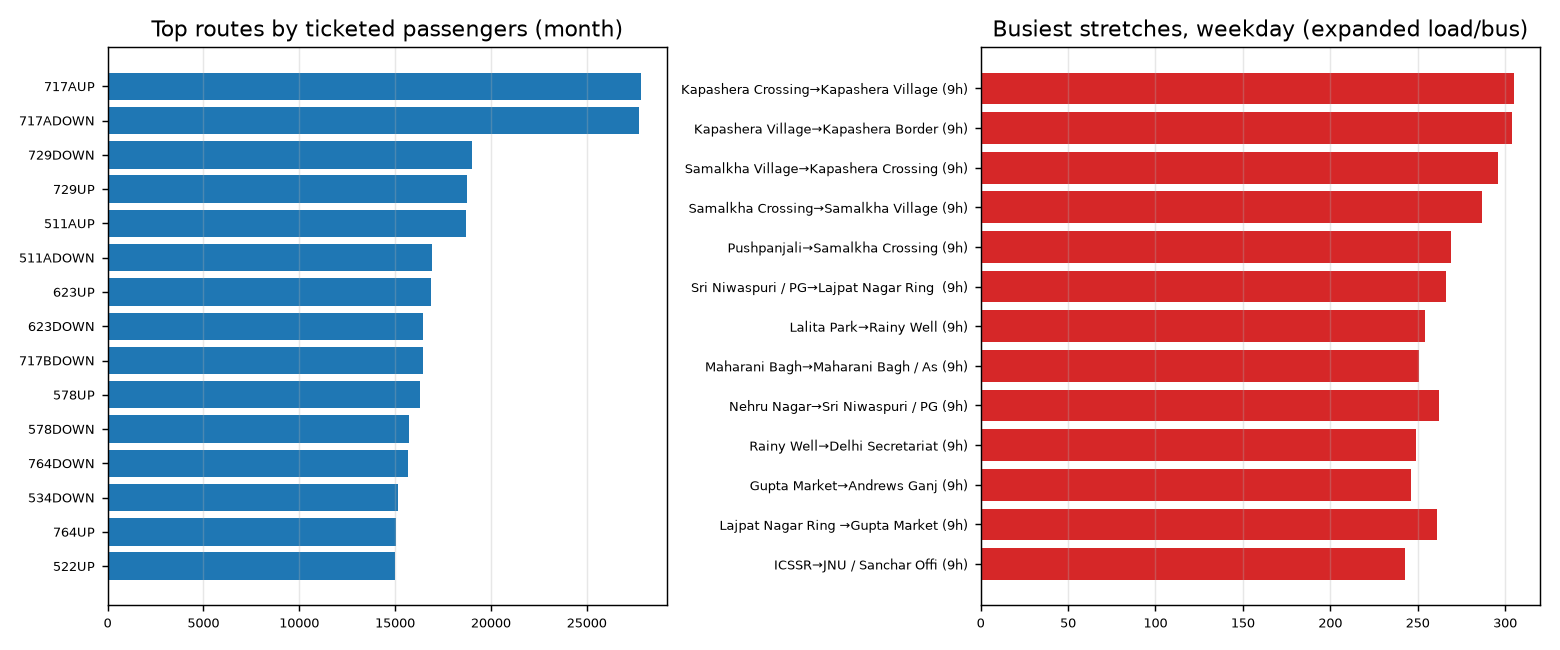 Top routes by ticketed passengers (month)
717AUP
717ADOWN
729DOWN
729UP
511AUP
511ADOWN
623UP
623DOWN
717BDOWN
578UP
578DOWN
764DOWN
534DOWN
764UP
522UP
0 5000 10000 15000 20000 25000
Busiest stretches, weekday (expanded load/bus)
Kapashera Crossing→Kapashera Village (9h)
Kapashera Village→Kapashera Border (9h)
Samalkha Village→Kapashera Crossing (9h)
Samalkha Crossing→Samalkha Village (9h)
Pushpanjali→Samalkha Crossing (9h)
Sri Niwaspuri / PG→Lajpat Nagar Ring  (9h)
Lalita Park→Rainy Well (9h)
Maharani Bagh→Maharani Bagh / As (9h)
Nehru Nagar→Sri Niwaspuri / PG (9h)
Rainy Well→Delhi Secretariat (9h)
Gupta Market→Andrews Ganj (9h)
Lajpat Nagar Ring →Gupta Market (9h)
ICSSR→JNU / Sanchar Offi (9h)
0 50 100 150 200 250 300